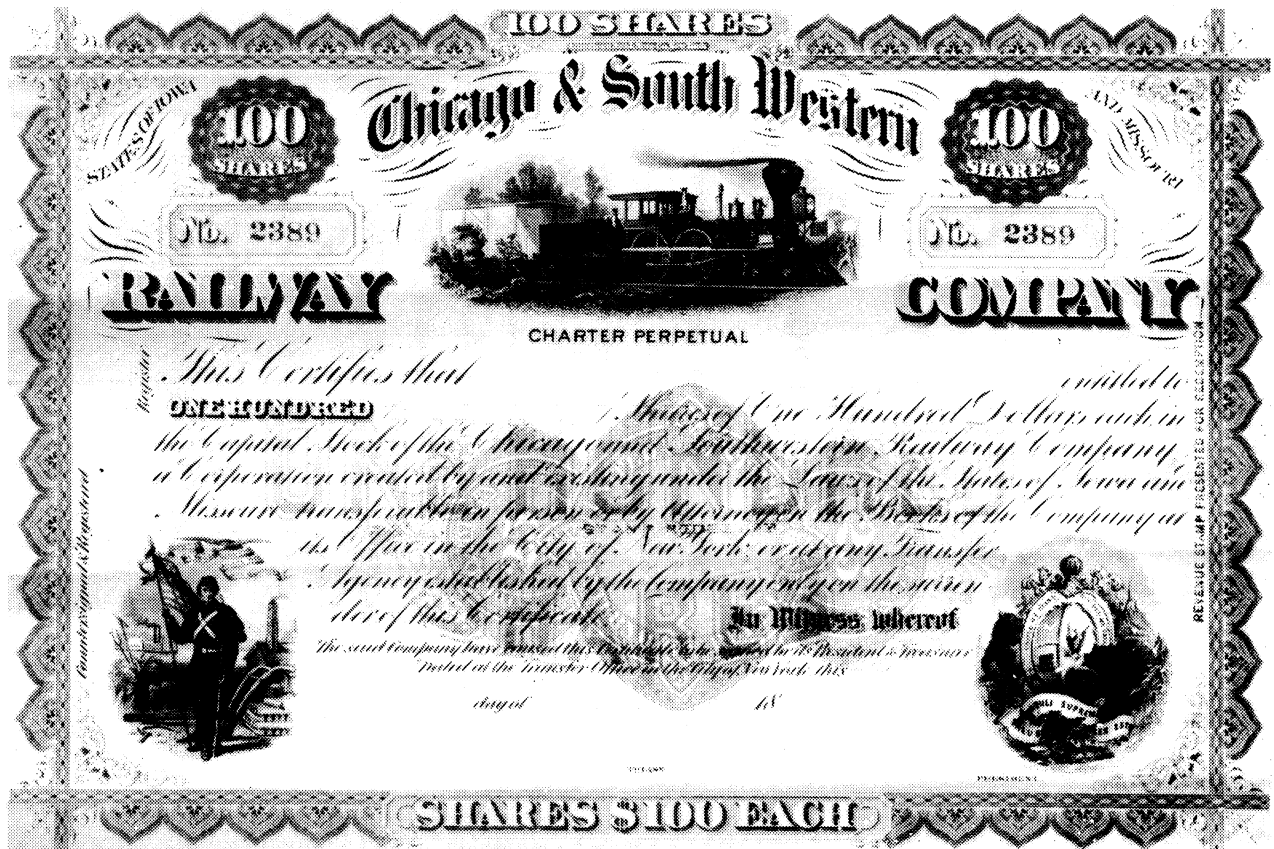 100 SHARES
Chicago & South Western
STATES OF IOWA
AND MISSOURI
100
SHARES
100
SHARES
No. 2389
No. 2389
RAILWAY
COMPANY
CHARTER PERPETUAL
Register
This Certifies that
entitled to
ONE HUNDRED
Shares of One Hundred Dollars each in
the Capital Stock of the Chicago and Southwestern Railway Company
a Corporation created by and existing under the Laws of the States of Iowa and
Missouri transferable in person or by Attorney on the Books of the Company at
its Office in the City of New York or at any Transfer
Agency established by the Company only on the surren
der of this Certificate
In Witness whereof
The said Company have caused this Certificate to be signed by its President & Treasurer
Dated at the Transfer Office in the City of New York this
day of
18
Countersigned & Registered
REVENUE STAMP PRESENTED FOR REDEMPTION
TREAS.
PRESIDENT
SHARES $100 EACH